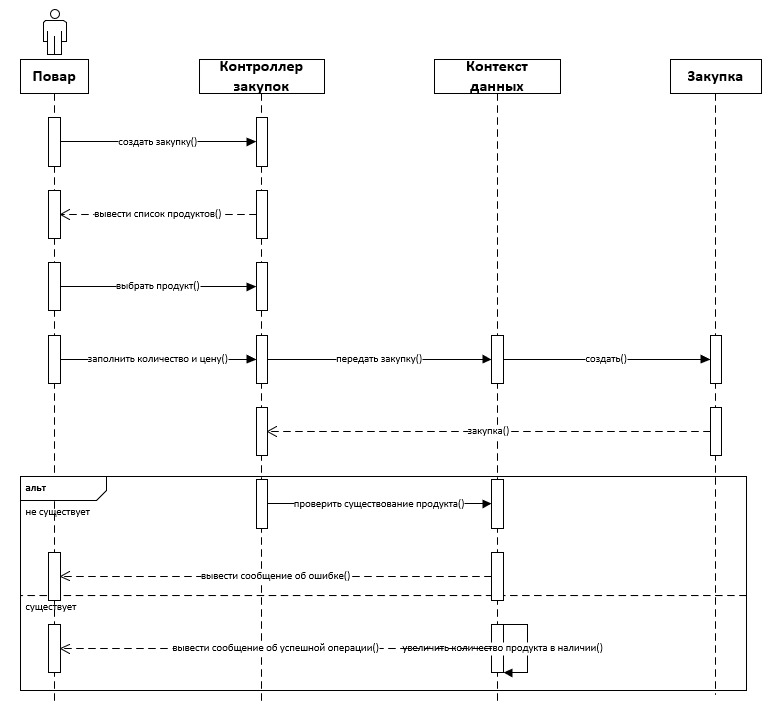 Повар
Контроллер
закупок
Контекст
данных
Закупка
создать закупку()
вывести список продуктов()
выбрать продукт()
заполнить количество и цену()
передать закупку()
создать()
закупка()
альт
не существует
проверить существование продукта()
вывести сообщение об ошибке()
существует
вывести сообщение об успешной операции()
увеличить количество продукта в наличии()